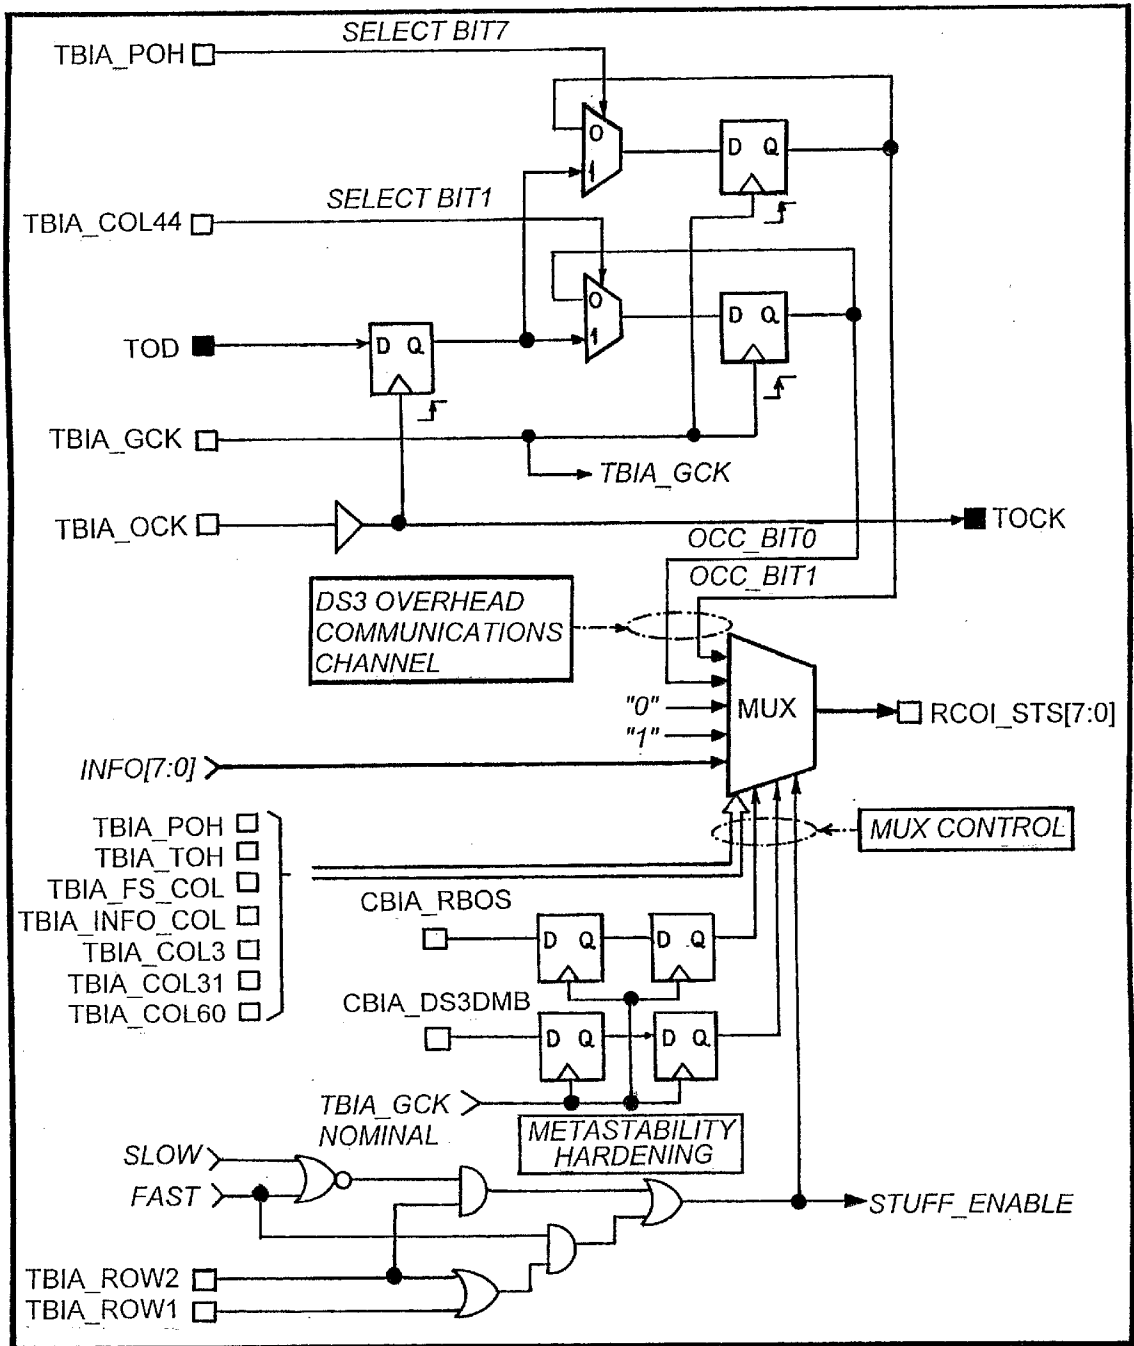 SELECT BIT7
TBIA_POH
0
1
D Q
SELECT BIT1
TBIA_COL44
0
1
D Q
TOD
D Q
TBIA_GCK
TBIA_GCK
TBIA_OCK
TOCK
OCC_BIT0
OCC_BIT1
DS3 OVERHEAD
COMMUNICATIONS
CHANNEL
"0"
MUX
RCOI_STS[7:0]
"1"
INFO[7:0]
TBIA_POH
MUX CONTROL
TBIA_TOH
TBIA_FS_COL
CBIA_RBOS
TBIA_INFO_COL
D Q
D Q
TBIA_COL3
TBIA_COL31
CBIA_DS3DMB
TBIA_COL60
D Q
D Q
TBIA_GCK
NOMINAL
METASTABILITY
HARDENING
SLOW
FAST
STUFF_ENABLE
TBIA_ROW2
TBIA_ROW1